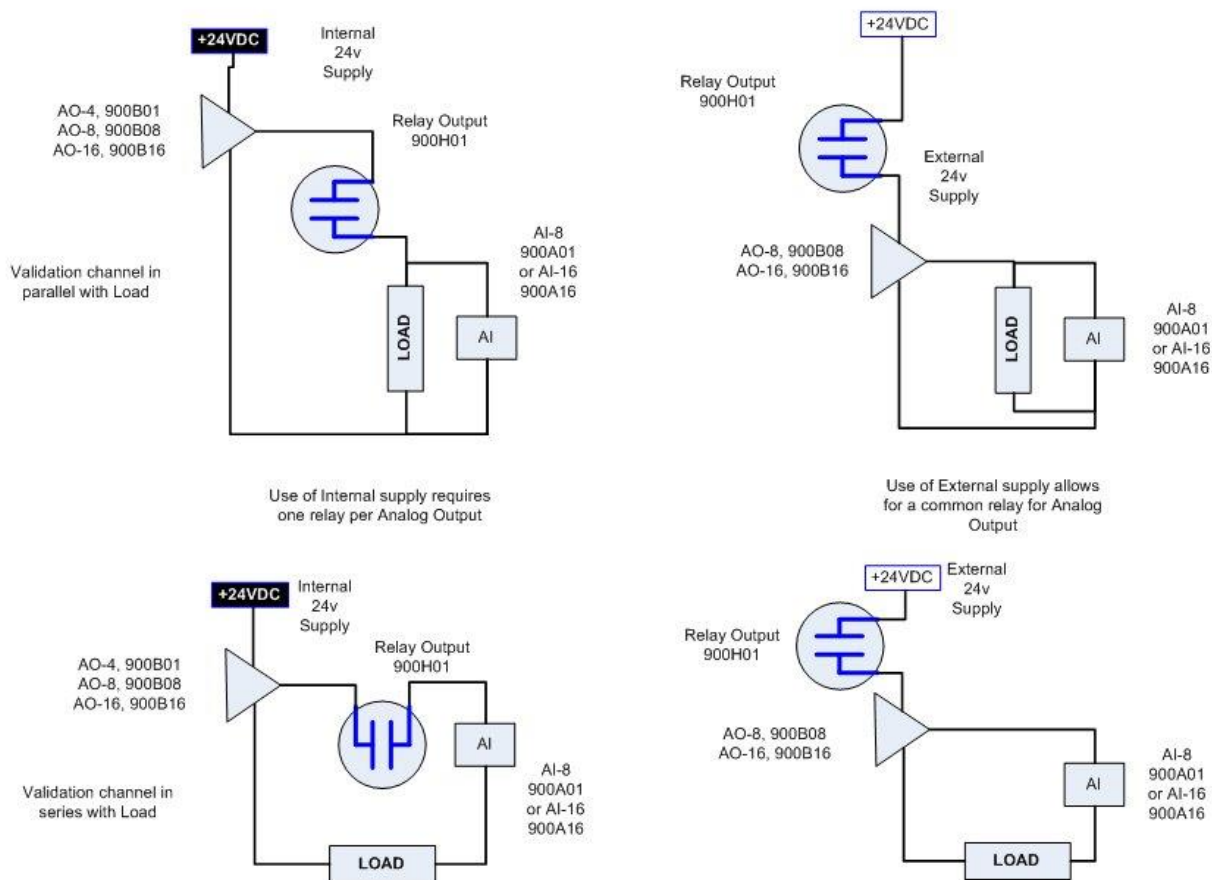 +24VDC
Internal
24v
Supply
AO-4, 900B01
AO-8, 900B08
AO-16, 900B16
Relay Output
900H01
Validation channel in
parallel with Load
LOAD
AI
AI-8
900A01
or AI-16
900A16
+24VDC
Relay Output
900H01
External
24v
Supply
AO-8, 900B08
AO-16, 900B16
LOAD
AI
AI-8
900A01
or AI-16
900A16
Use of Internal supply requires
one relay per Analog Output
Use of External supply allows
for a common relay for Analog
Output
+24VDC
Internal
24v
Supply
AO-4, 900B01
AO-8, 900B08
AO-16, 900B16
Relay Output
900H01
AI
AI-8
900A01
or AI-16
900A16
Validation channel in
series with Load
LOAD
+24VDC
External
24v
Supply
Relay Output
900H01
AO-8, 900B08
AO-16, 900B16
AI
AI-8
900A01
or AI-16
900A16
LOAD